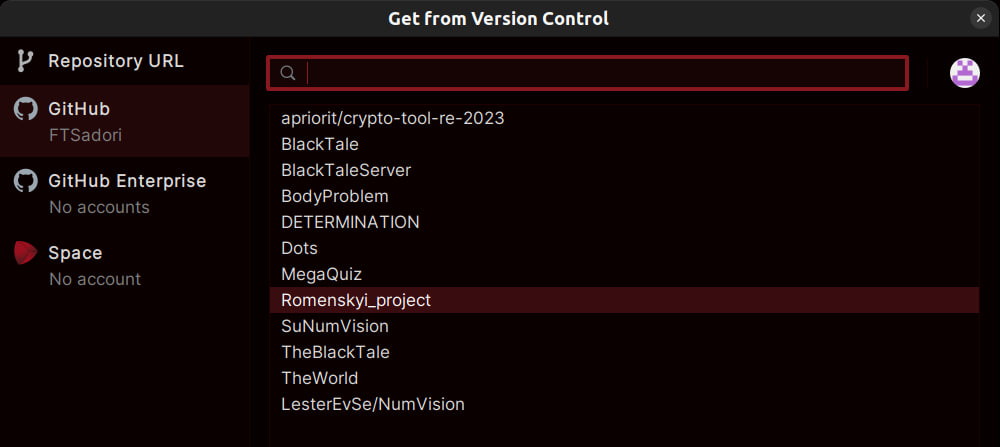 Get from Version Control
Repository URL
GitHub
FTSadori
GitHub Enterprise
No accounts
Space
No account
apriorit/crypto-tool-re-2023
BlackTale
BlackTaleServer
BodyProblem
DETERMINATION
Dots
MegaQuiz
Romenskyi_project
SuNumVision
TheBlackTale
TheWorld
LesterEvSe/NumVision